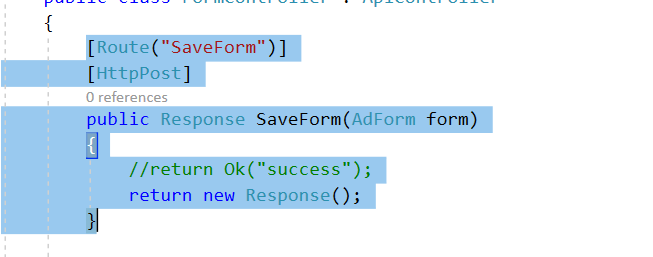 public class FormController : ApiController
{
[Route("SaveForm")]
[HttpPost]
0 references
public Response SaveForm(AdForm form)
{
//return Ok("success");
return new Response();
}